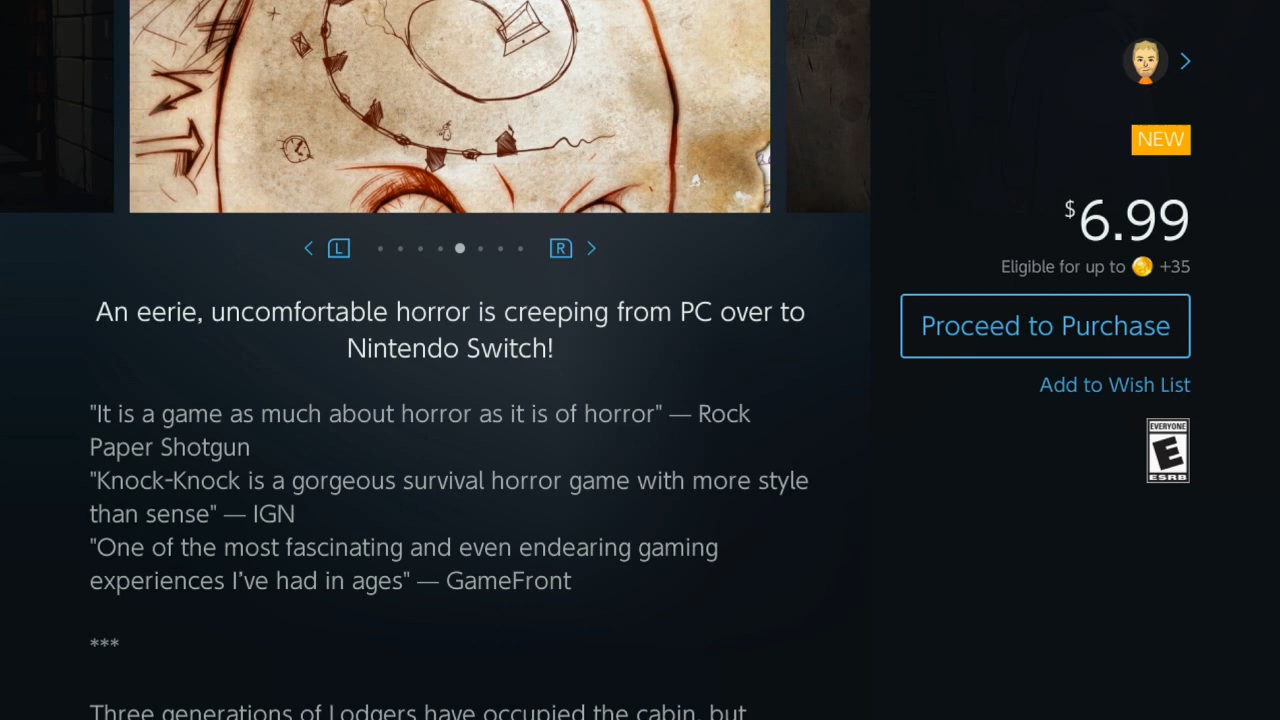 NEW
$6.99
Eligible for up to +35
Proceed to Purchase
Add to Wish List
EVERYONE
E
ESRB
L
R
An eerie, uncomfortable horror is creeping from PC over to
Nintendo Switch!
"It is a game as much about horror as it is of horror" — Rock
Paper Shotgun
"Knock-Knock is a gorgeous survival horror game with more style
than sense" — IGN
"One of the most fascinating and even endearing gaming
experiences I've had in ages" — GameFront
***
Three generations of Lodgers have occupied the cabin, but